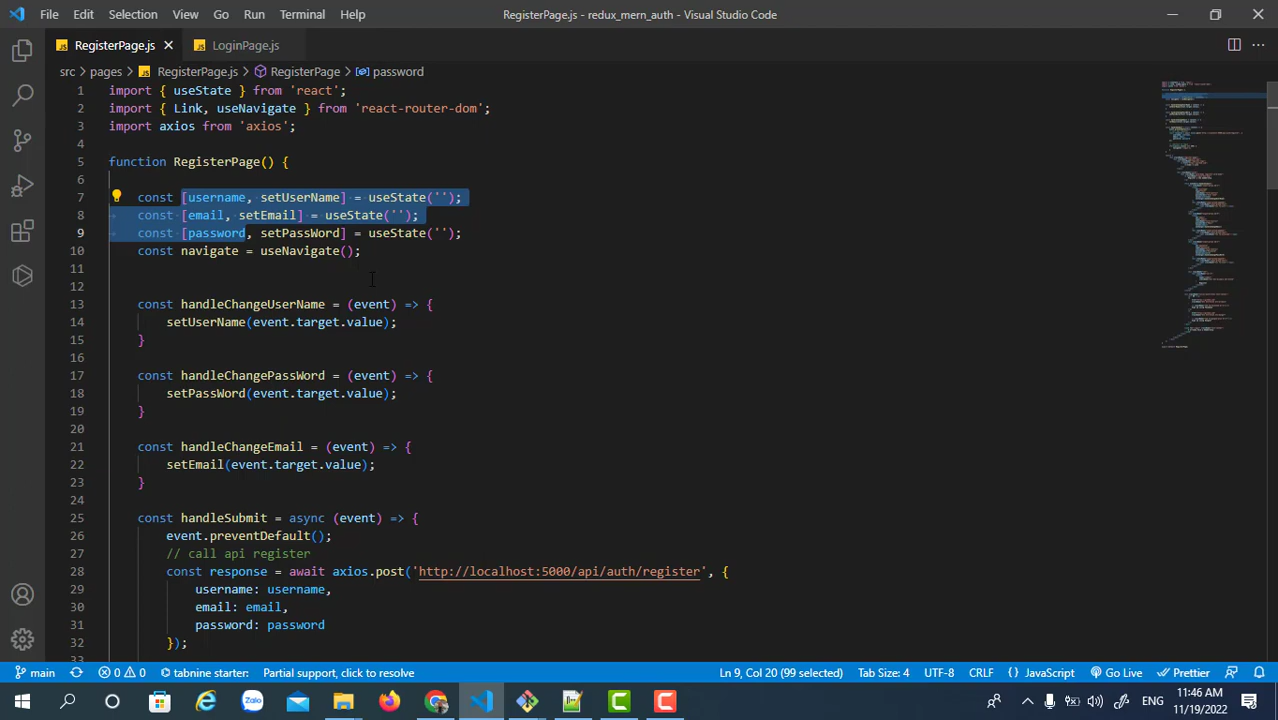 File Edit Selection View Go Run Terminal Help RegisterPage.js - redux_mern_auth - Visual Studio Code
JS RegisterPage.js JS LoginPage.js
src > pages > JS RegisterPage.js > RegisterPage > password
1 import { useState } from 'react';
2 import { Link, useNavigate } from 'react-router-dom';
3 import axios from 'axios';
4
5 function RegisterPage() {
6
7 const [username, setUserName] = useState('');
8 const [email, setEmail] = useState('');
9 const [password, setPassWord] = useState('');
10 const navigate = useNavigate();
11
12
13 const handleChangeUserName = (event) => {
14 setUserName(event.target.value);
15 }
16
17 const handleChangePassWord = (event) => {
18 setPassWord(event.target.value);
19 }
20
21 const handleChangeEmail = (event) => {
22 setEmail(event.target.value);
23 }
24
25 const handleSubmit = async (event) => {
26 event.preventDefault();
27 // call api register
28 const response = await axios.post('http://localhost:5000/api/auth/register', {
29 username: username,
30 email: email,
31 password: password
32 });
33
main 0 0 tabnine starter: Partial support, click to resolve Ln 9, Col 20 (99 selected) Tab Size: 4 UTF-8 CRLF { } JavaScript Go Live Prettier
Zalo ENG 11:46 AM
11/19/2022